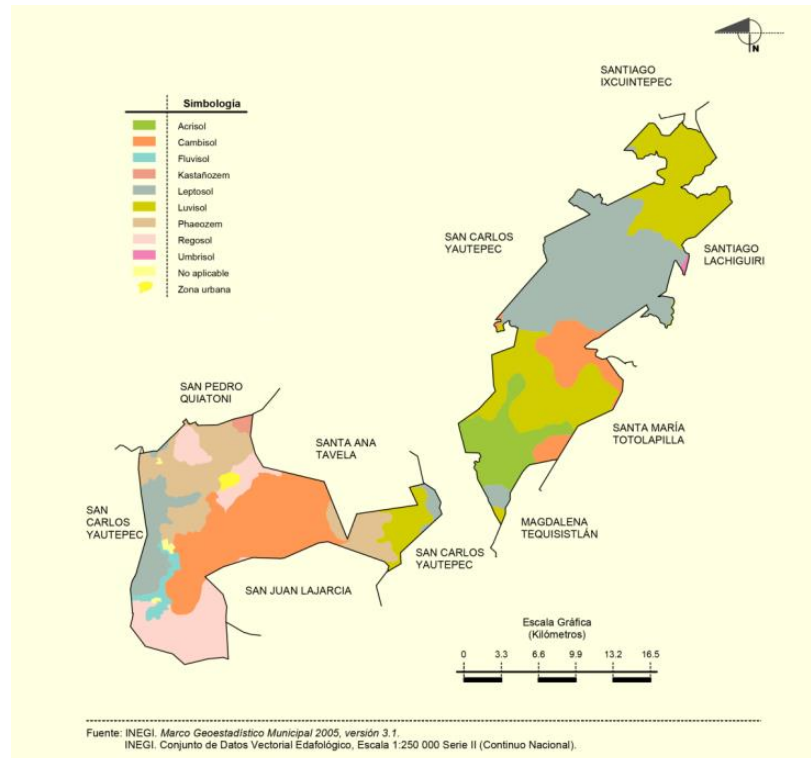 N
Simbología
Acrisol
Cambisol
Fluvisol
Kastañozem
Leptosol
Luvisol
Phaeozem
Regosol
Umbrisol
No aplicable
Zona urbana
SANTIAGO
IXCUINTEPEC
SAN CARLOS
YAUTEPEC
SANTIAGO
LACHIGUIRI
SAN PEDRO
QUIATONI
SANTA ANA
TAVELA
SANTA MARÍA
TOTOLAPILLA
SAN
CARLOS
YAUTEPEC
MAGDALENA
TEQUISISTLÁN
SAN CARLOS
YAUTEPEC
SAN JUAN LAJARCIA
Escala Gráfica
(Kilómetros)
0 3.3 6.6 9.9 13.2 16.5
Fuente: INEGI. Marco Geoestadístico Municipal 2005, versión 3.1.
INEGI. Conjunto de Datos Vectorial Edafológico, Escala 1:250 000 Serie II (Continuo Nacional).